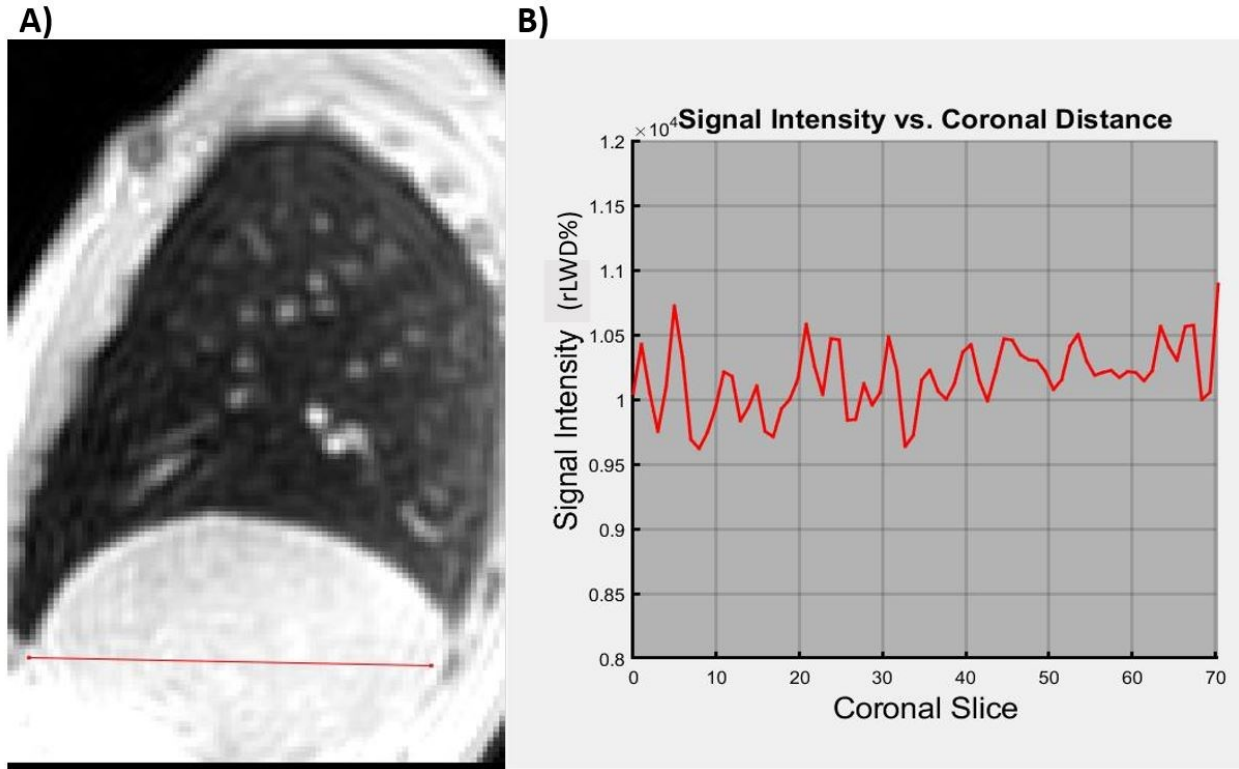 A)
B)
×10⁴
Signal Intensity vs. Coronal Distance
Signal Intensity (rLWD%)
1.2
1.15
1.1
1.05
1
0.95
0.9
0.85
0.8
0 10 20 30 40 50 60 70
Coronal Slice